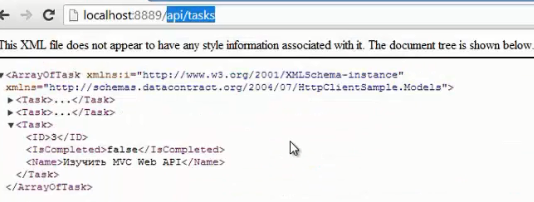 localhost:8889/api/tasks
This XML file does not appear to have any style information associated with it. The document tree is shown below.
▼<ArrayOfTask xmlns:i="http://www.w3.org/2001/XMLSchema-instance"
xmlns="http://schemas.datacontract.org/2004/07/HttpClientSample.Models">
▶<Task>...</Task>
▶<Task>...</Task>
▼<Task>
<ID>3</ID>
<IsCompleted>false</IsCompleted>
<Name>Изучить MVC Web API</Name>
</Task>
</ArrayOfTask>